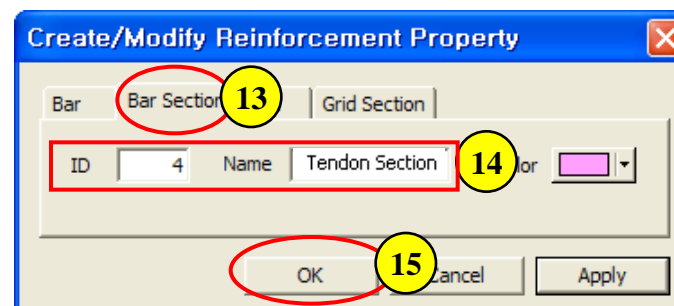 Create/Modify Reinforcement Property
Bar Bar Section 13 Grid Section
ID 4 Name Tendon Section 14 lor
OK 15 Cancel Apply